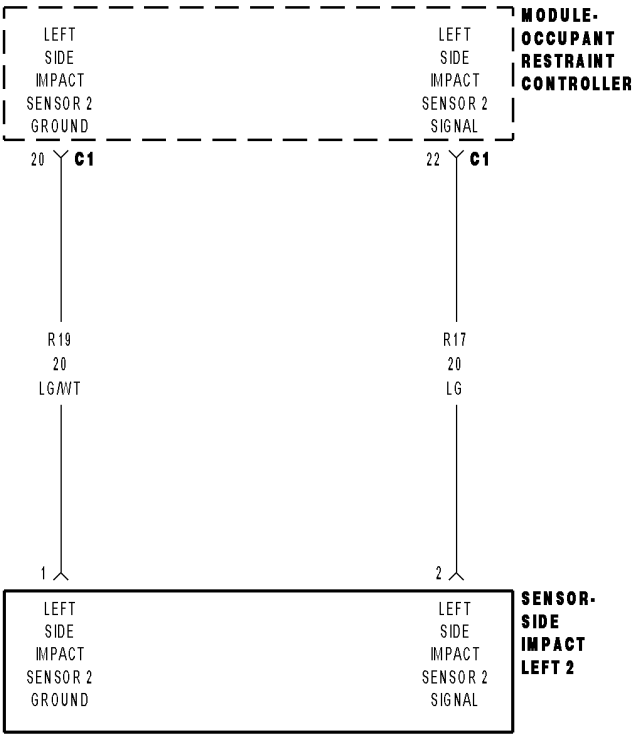 MODULE-
OCCUPANT
RESTRAINT
CONTROLLER
LEFT
SIDE
IMPACT
SENSOR 2
GROUND
LEFT
SIDE
IMPACT
SENSOR 2
SIGNAL
20 C1
22 C1
R19
20
LG/WT
R17
20
LG
1
2
LEFT
SIDE
IMPACT
SENSOR 2
GROUND
LEFT
SIDE
IMPACT
SENSOR 2
SIGNAL
SENSOR-
SIDE
IMPACT
LEFT 2